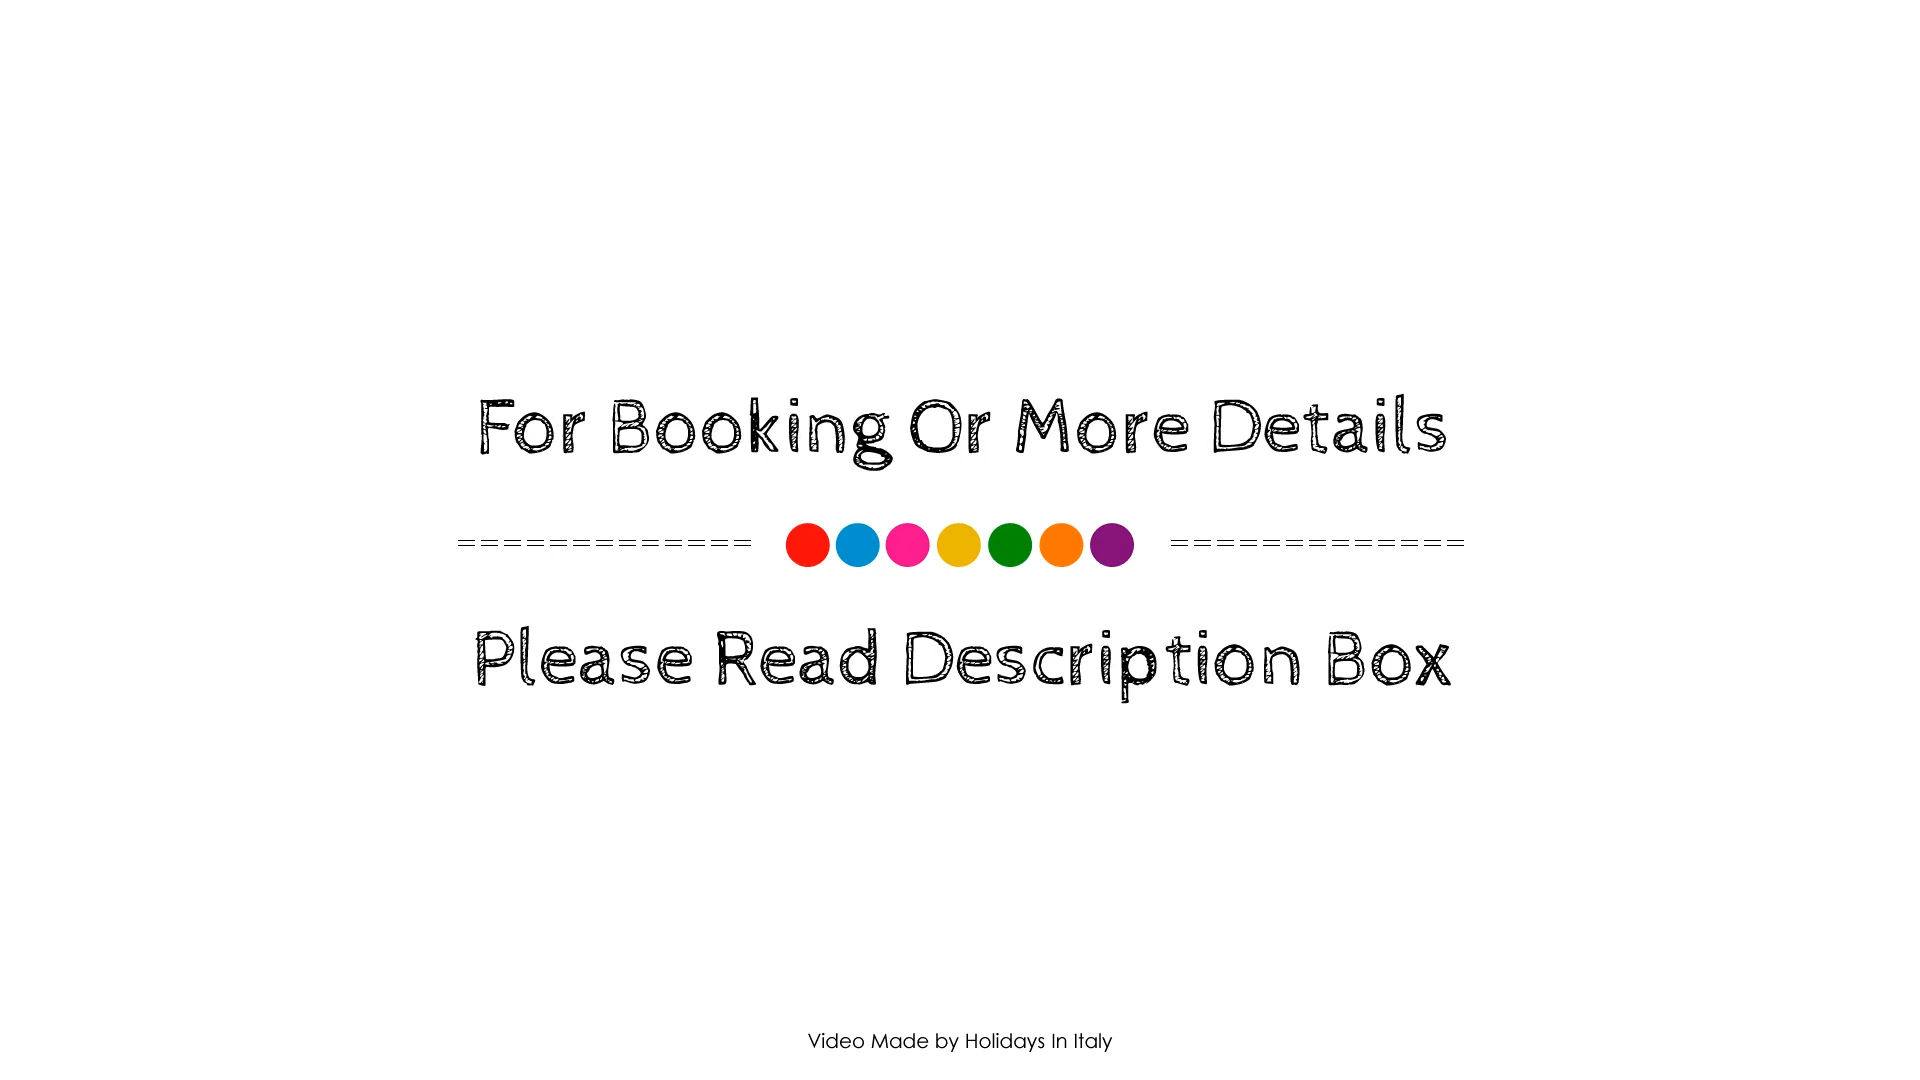 For Booking Or More Details
============= =============
Please Read Description Box
Video Made by Holidays In Italy